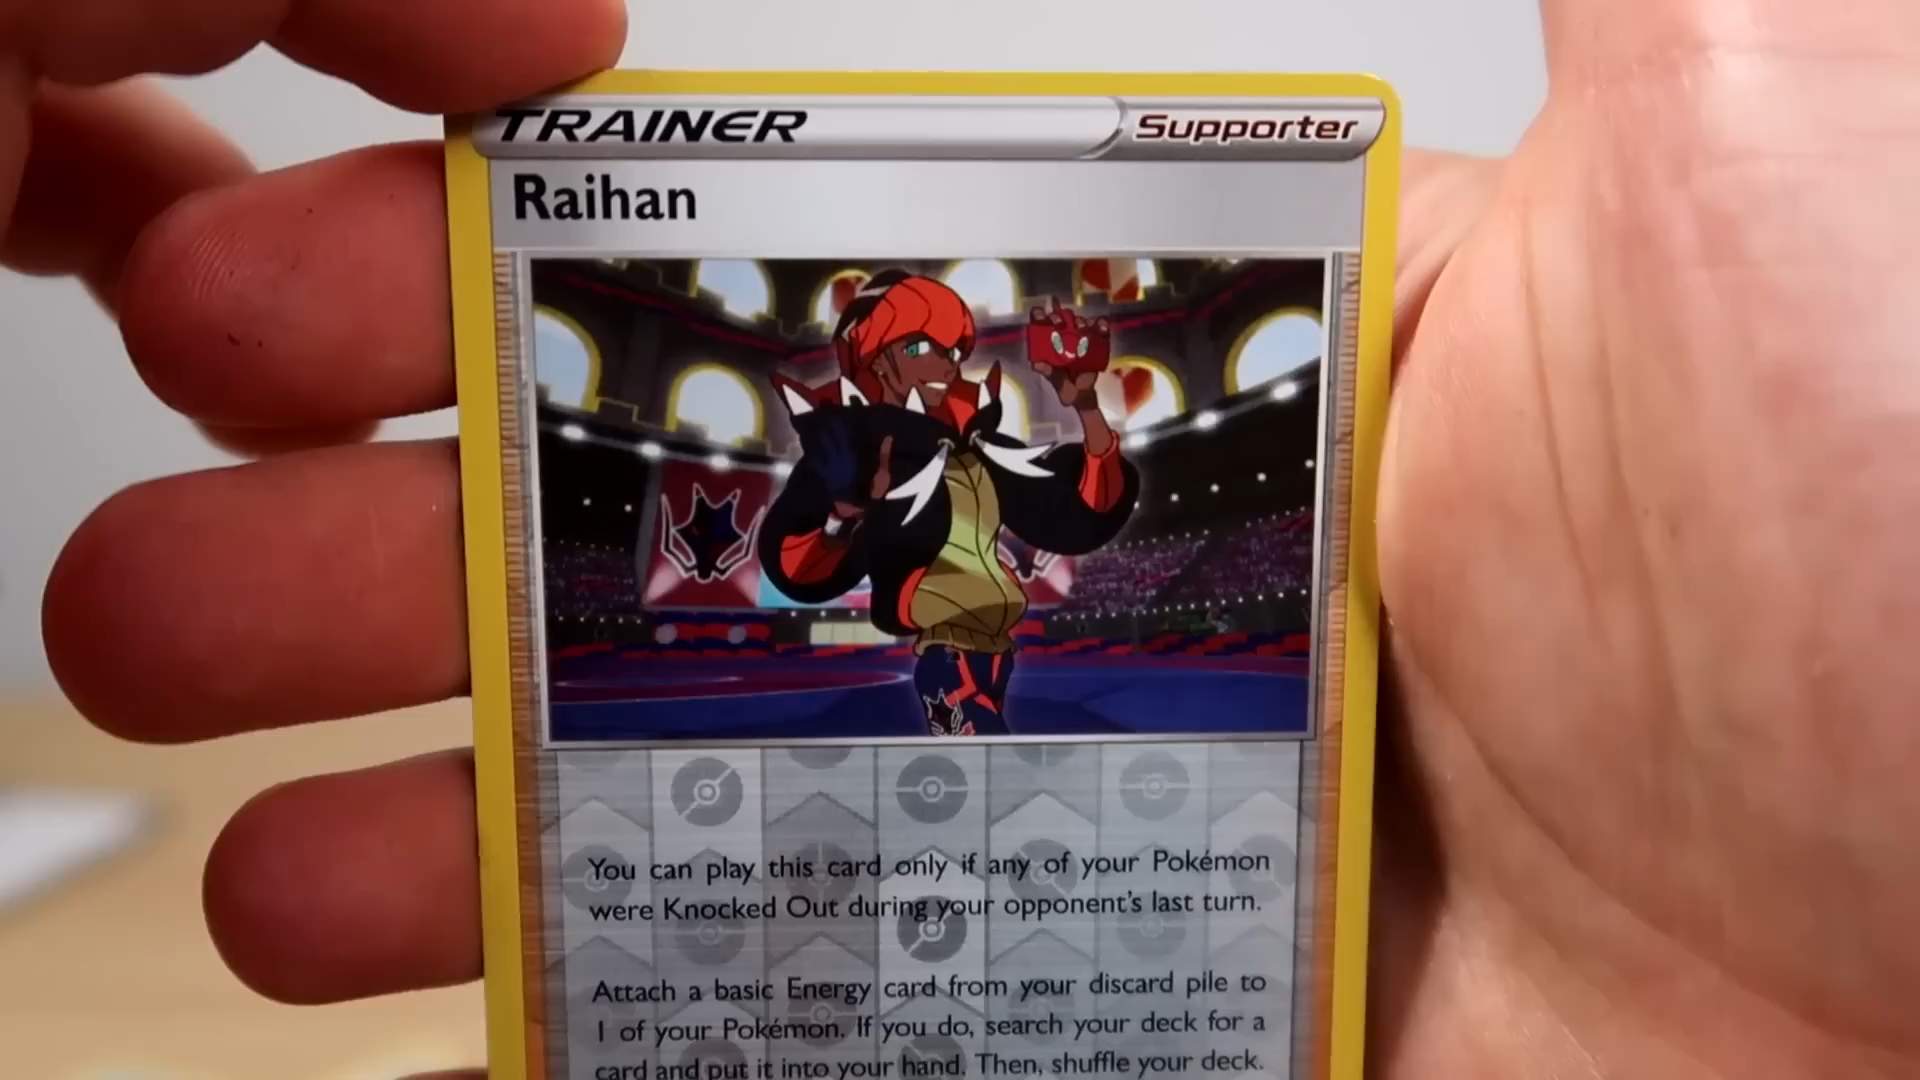 TRAINER
Supporter
Raihan
You can play this card only if any of your Pokémon
were Knocked Out during your opponent's last turn.
Attach a basic Energy card from your discard pile to
1 of your Pokémon. If you do, search your deck for a
card and put it into your hand. Then, shuffle your deck.